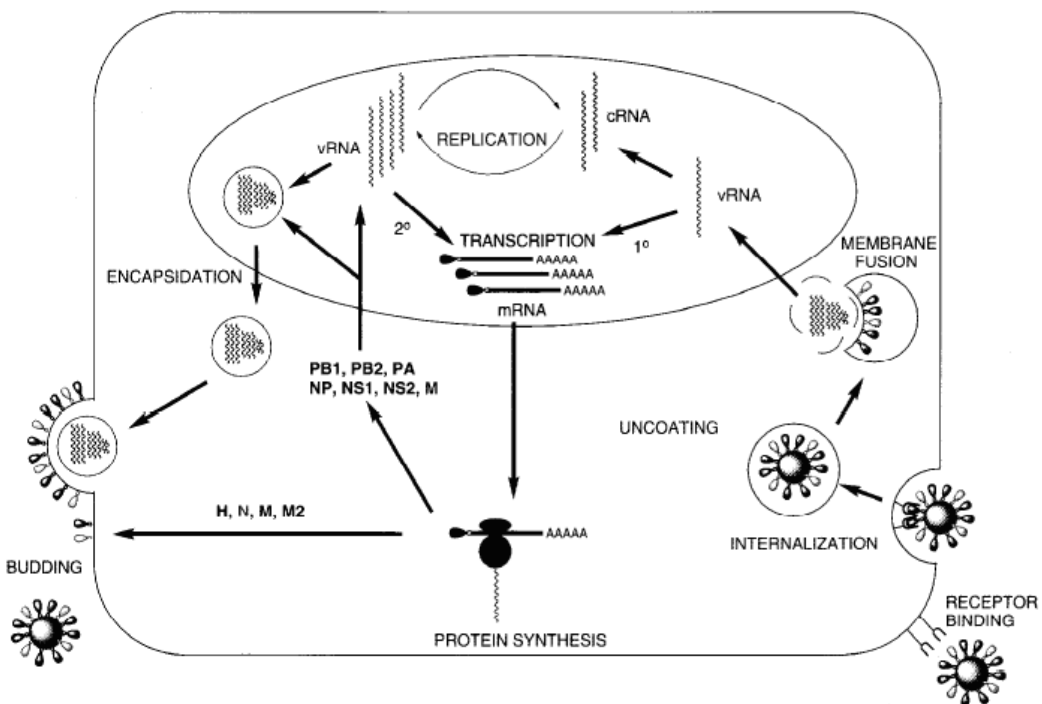 cRNA
REPLICATION
vRNA
vRNA
2º
TRANSCRIPTION
1º
AAAAA
AAAAA
AAAAA
mRNA
MEMBRANE
FUSION
ENCAPSIDATION
PB1, PB2, PA
NP, NS1, NS2, M
UNCOATING
H, N, M, M2
AAAAA
INTERNALIZATION
BUDDING
RECEPTOR
BINDING
PROTEIN SYNTHESIS